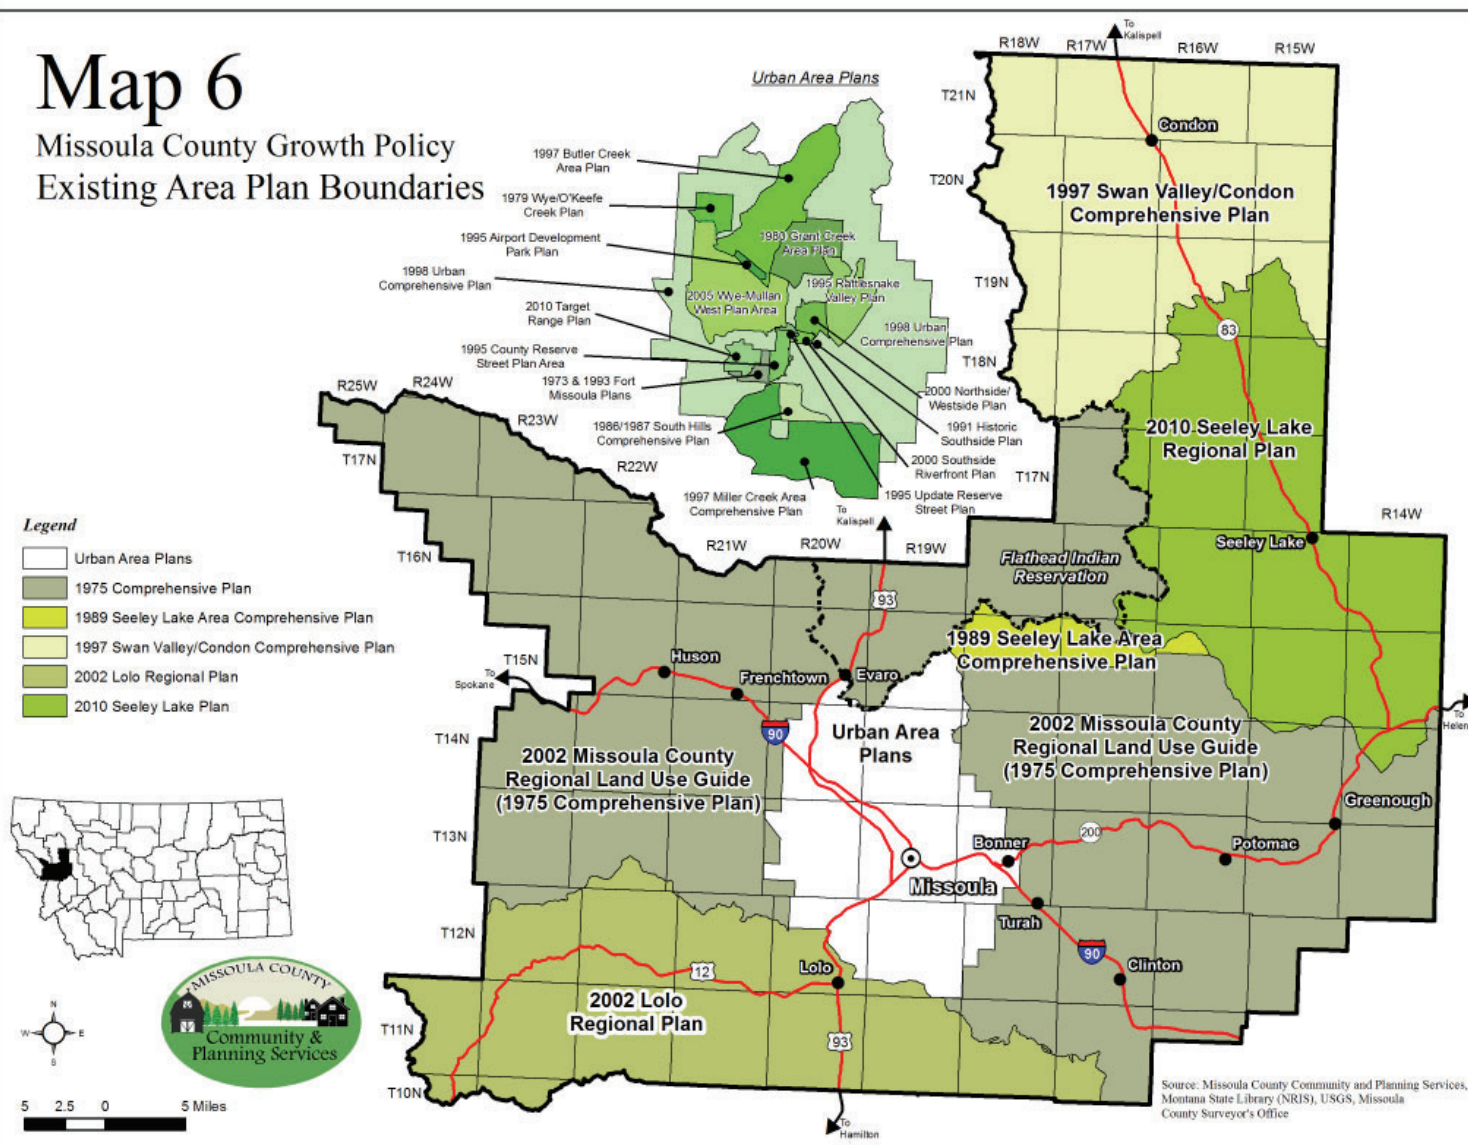 Map 6
Missoula County Growth Policy
Existing Area Plan Boundaries
Urban Area Plans
1997 Butler Creek
Area Plan
1979 Wye/O'Keefe
Creek Plan
1995 Airport Development
Park Plan
1998 Urban
Comprehensive Plan
2010 Target
Range Plan
1995 County Reserve
Street Plan Area
1973 & 1993 Fort
Missoula Plans
1986/1987 South Hills
Comprehensive Plan
1997 Miller Creek Area
Comprehensive Plan
1980 Grant Creek
Area Plan
2005 Wye-Mullan
West Plan Area
1995 Rattlesnake
Valley Plan
1998 Urban
Comprehensive Plan
2000 Northside/
Westside Plan
1991 Historic
Southside Plan
2000 Southside
Riverfront Plan
1995 Update Reserve
Street Plan
To
Kalispell
R18W
R17W
R16W
R15W
T21N
T20N
T19N
T18N
T17N
R14W
Condon
1997 Swan Valley/Condon
Comprehensive Plan
83
2010 Seeley Lake
Regional Plan
Seeley Lake
R25W
R24W
R23W
R22W
R21W
R20W
R19W
To
Kalispell
T17N
T16N
T15N
T14N
T13N
T12N
T11N
T10N
Flathead Indian
Reservation
93
1989 Seeley Lake Area
Comprehensive Plan
To
Spokane
Huson
Frenchtown
Evaro
90
Urban Area
Plans
2002 Missoula County
Regional Land Use Guide
(1975 Comprehensive Plan)
2002 Missoula County
Regional Land Use Guide
(1975 Comprehensive Plan)
To
Helen
Greenough
Bonner
200
Potomac
Missoula
Turah
90
Clinton
Lolo
12
2002 Lolo
Regional Plan
93
To
Hamilton
Legend
Urban Area Plans
1975 Comprehensive Plan
1989 Seeley Lake Area Comprehensive Plan
1997 Swan Valley/Condon Comprehensive Plan
2002 Lolo Regional Plan
2010 Seeley Lake Plan
MISSOULA COUNTY
Community &
Planning Services
N
W
E
S
5 2.5 0 5 Miles
Source: Missoula County Community and Planning Services,
Montana State Library (NRIS), USGS, Missoula
County Surveyor's Office